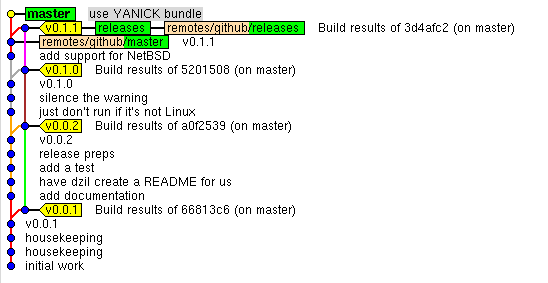 master use YANICK bundle
v0.1.1 releases remotes/github/releases Build results of 3d4afc2 (on master)
remotes/github/master v0.1.1
add support for NetBSD
v0.1.0 Build results of 5201508 (on master)
v0.1.0
silence the warning
just don't run if it's not Linux
v0.0.2 Build results of a0f2539 (on master)
v0.0.2
release preps
add a test
have dzil create a README for us
add documentation
v0.0.1 Build results of 66813c6 (on master)
v0.0.1
housekeeping
housekeeping
initial work